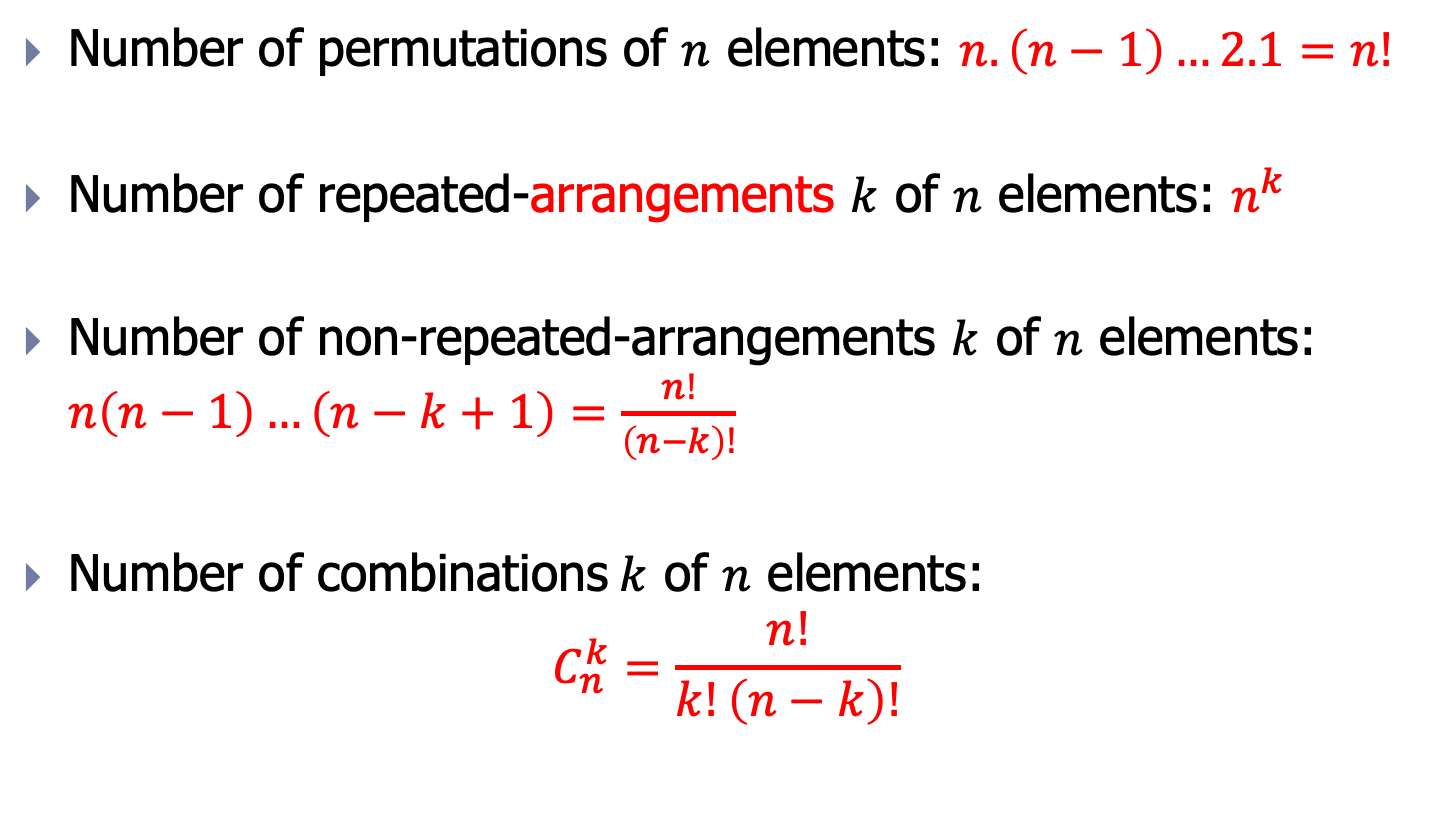 Number of permutations of n elements: n. (n − 1) … 2.1 = n!
Number of repeated-arrangements k of n elements: n^k
Number of non-repeated-arrangements k of n elements:
n(n − 1) … (n − k + 1) = n!/(n−k)!
Number of combinations k of n elements:
C_n^k = n!/(k! (n − k)!)